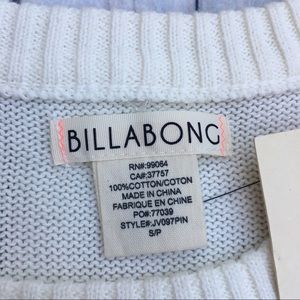 BILLABONG
RN#:99064
CA#:37757
100%COTTON/COTON
MADE IN CHINA
FABRIQUE EN CHINE
PO#:77039
STYLE#:JV097PIN
S/P